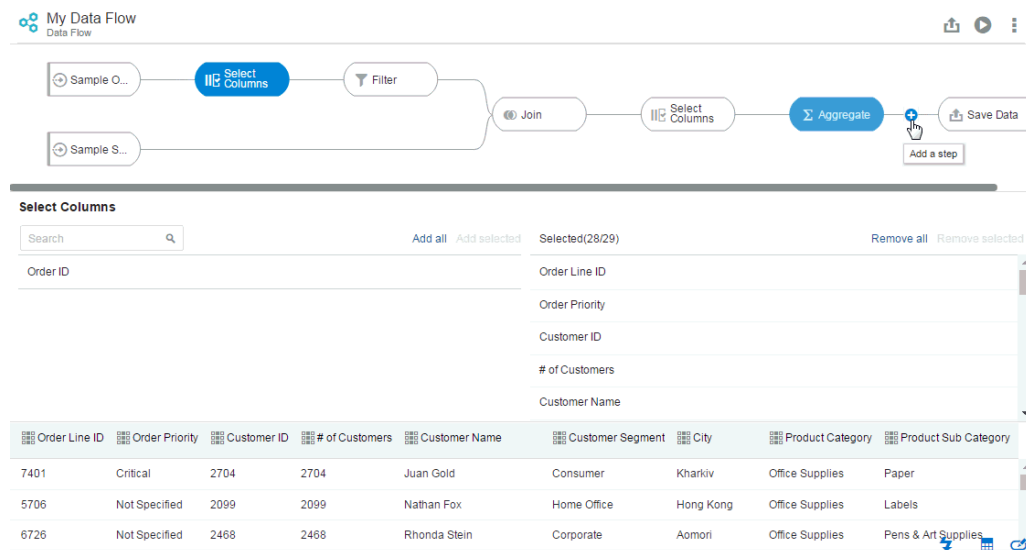 My Data Flow
Data Flow
Sample O...
Select
Columns
Filter
Join
Select
Columns
Σ Aggregate
Save Data
Sample S...
Add a step
Select Columns
Search
Add all Add selected
Selected(28/29)
Remove all Remove selected
Order ID
Order Line ID
Order Priority
Customer ID
# of Customers
Customer Name
Order Line ID Order Priority Customer ID # of Customers Customer Name Customer Segment City Product Category Product Sub Category
7401 Critical 2704 2704 Juan Gold Consumer Kharkiv Office Supplies Paper
5706 Not Specified 2099 2099 Nathan Fox Home Office Hong Kong Office Supplies Labels
6726 Not Specified 2468 2468 Rhonda Stein Corporate Aomori Office Supplies Pens & Art Supplies